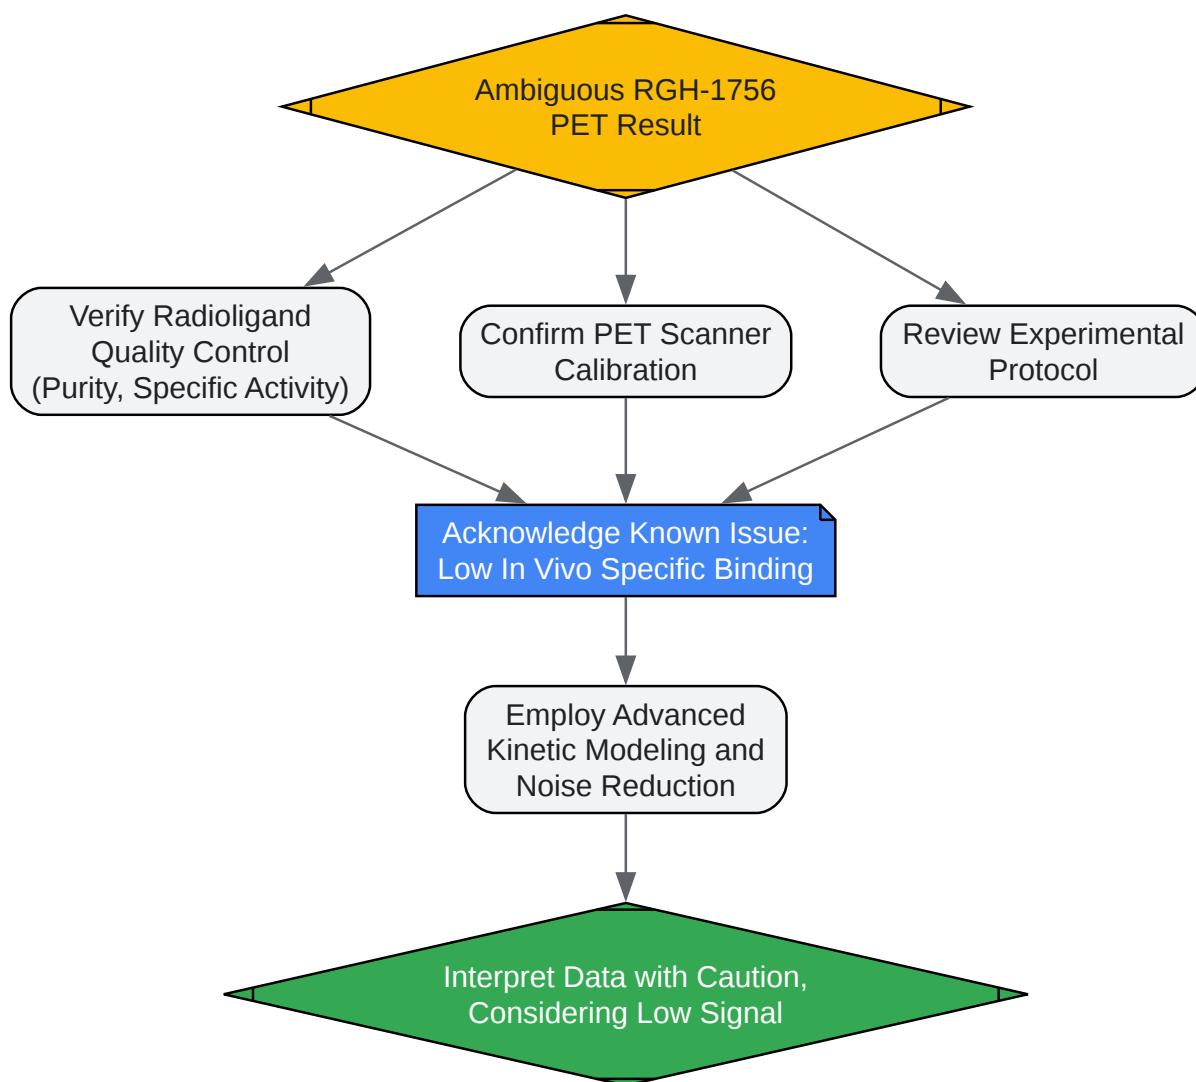 Ambiguous RGH-1756
PET Result
Verify Radioligand
Quality Control
(Purity, Specific Activity)
Confirm PET Scanner
Calibration
Review Experimental
Protocol
Acknowledge Known Issue:
Low In Vivo Specific Binding
Employ Advanced
Kinetic Modeling and
Noise Reduction
Interpret Data with Caution,
Considering Low Signal